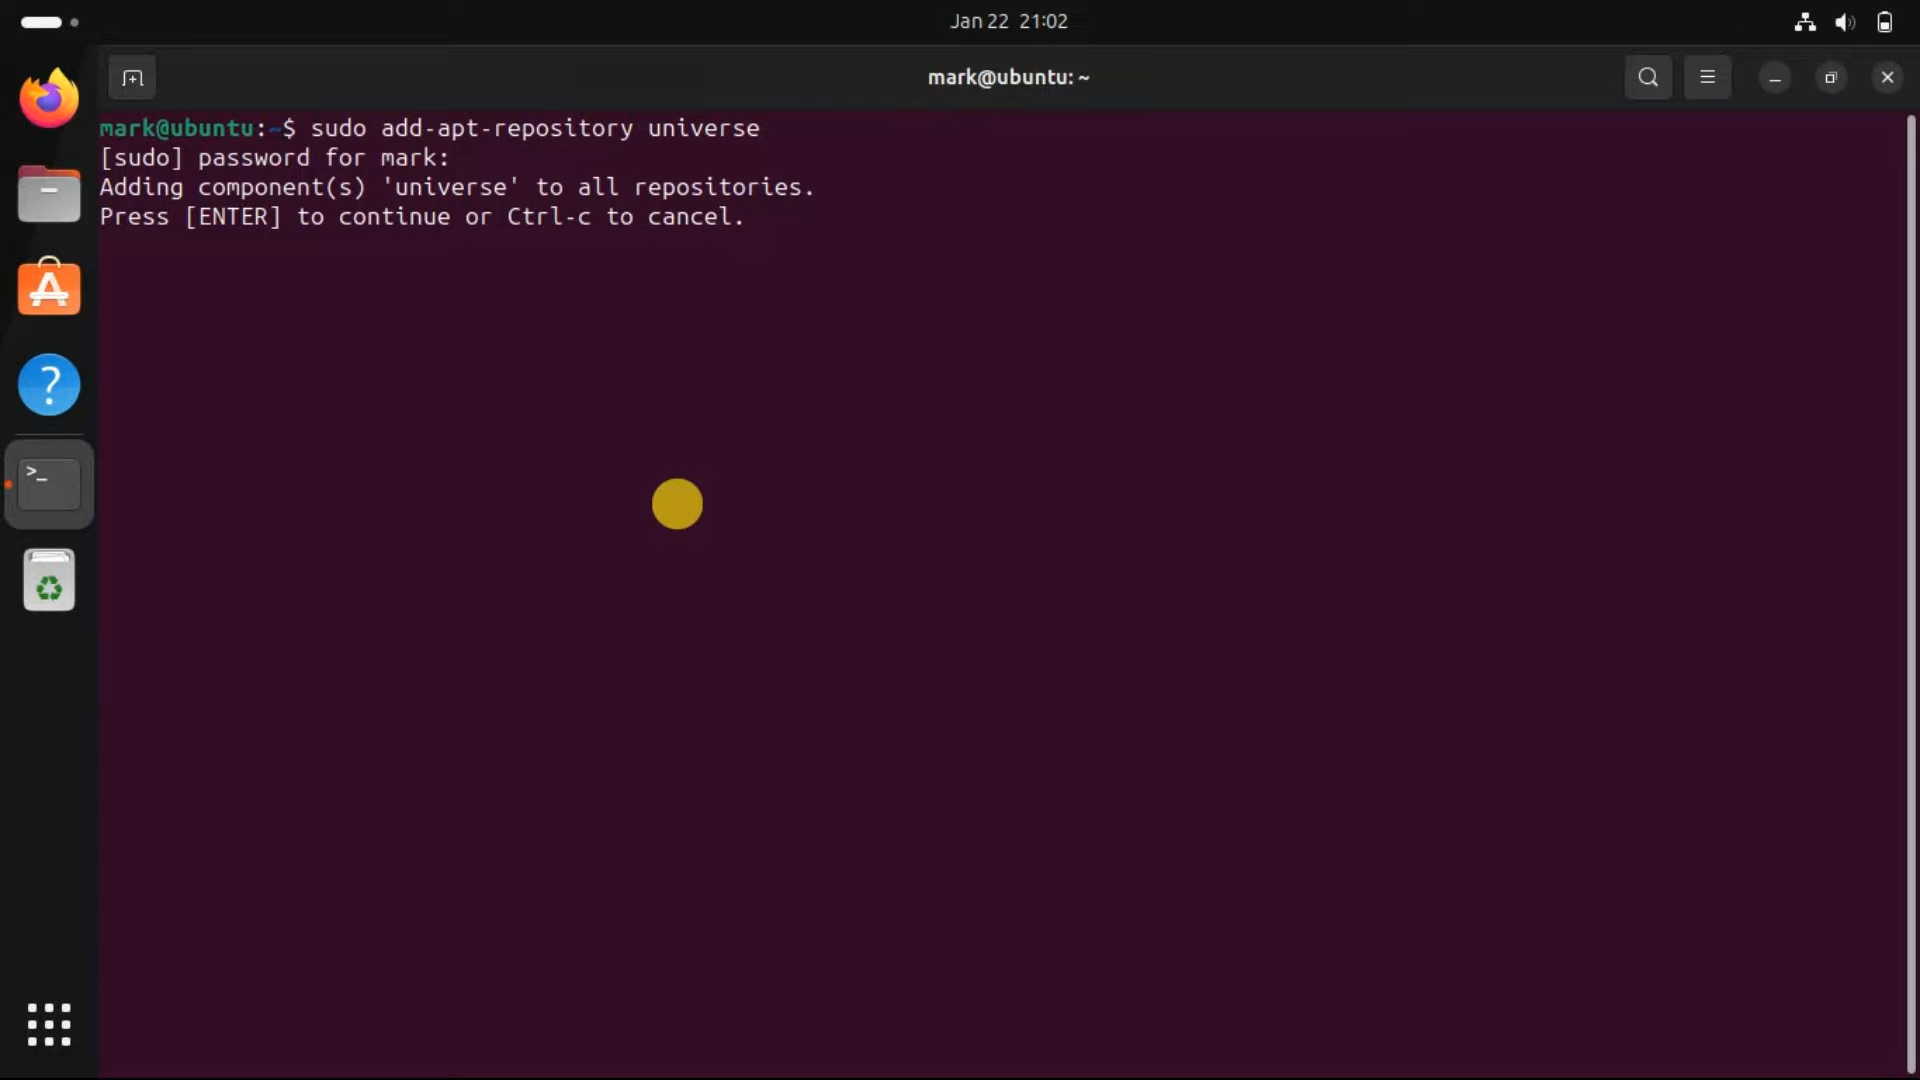 Jan 22 21:02
mark@ubuntu: ~
mark@ubuntu:~$ sudo add-apt-repository universe
[sudo] password for mark:
Adding component(s) 'universe' to all repositories.
Press [ENTER] to continue or Ctrl-c to cancel.